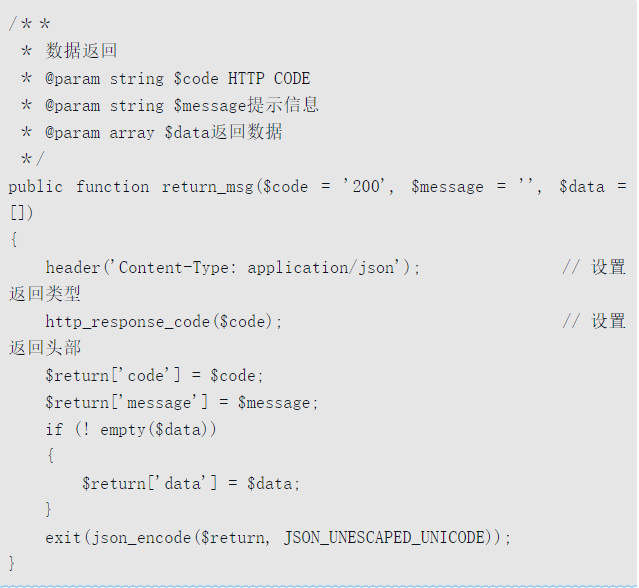 /**
 * 数据返回
 * @param string $code HTTP CODE
 * @param string $message提示信息
 * @param array $data返回数据
 */
public function return_msg($code = '200', $message = '', $data =
[])
{
    header('Content-Type: application/json');                // 设置
返回类型
    http_response_code($code);                               // 设置
返回头部
    $return['code'] = $code;
    $return['message'] = $message;
    if (! empty($data))
    {
        $return['data'] = $data;
    }
    exit(json_encode($return, JSON_UNESCAPED_UNICODE));
}